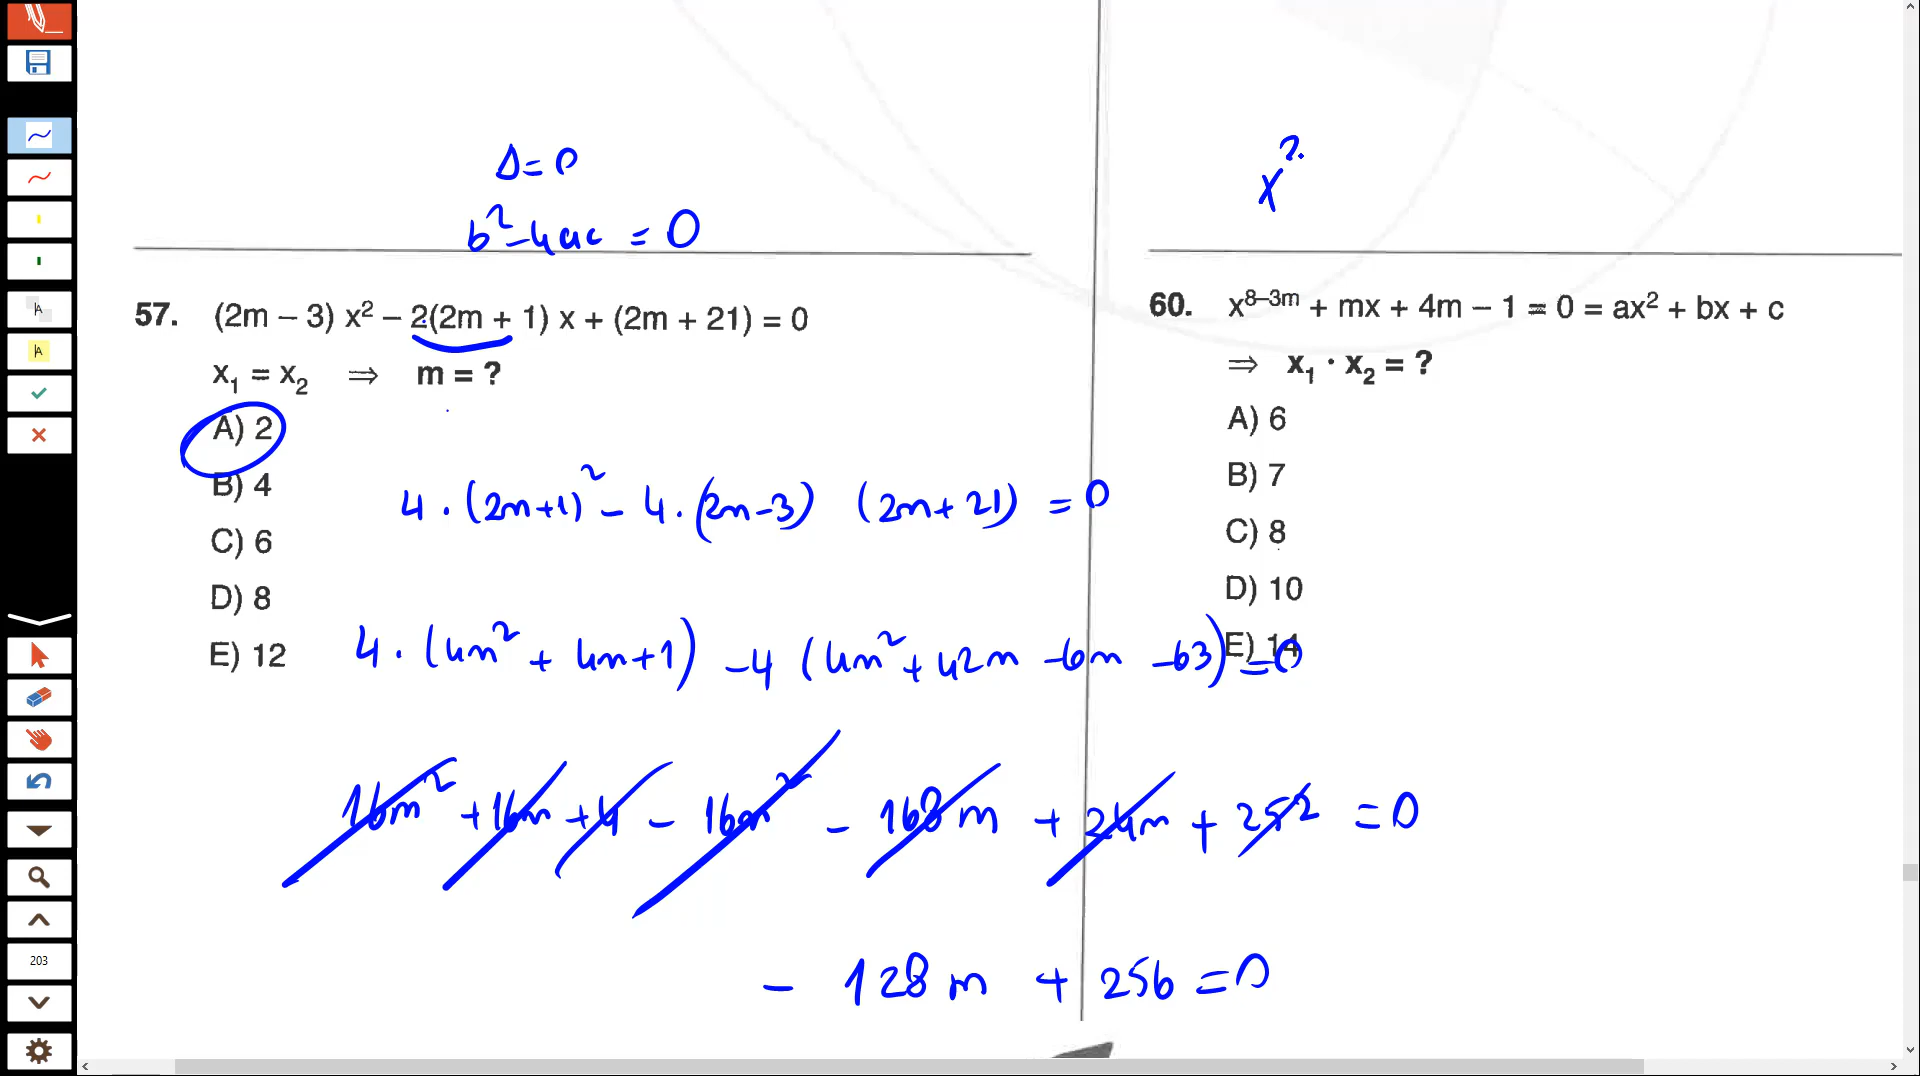 Δ = 0
b² - 4ac = 0
57. (2m – 3) x² – 2(2m + 1) x + (2m + 21) = 0
x₁ = x₂ ⇒ m = ?
A) 2
B) 4
C) 6
D) 8
E) 12
4 . (2m+1)² - 4 . (2m-3) (2m+21) = 0
4 . (4m² + 4m+1) -4 (4m² + 42m -6m -63) = 0
16m² +16m +4 - 16m² - 168m + 24m + 252 = 0
- 128m + 256 = 0
x?
60. x⁸⁻³ᵐ + mx + 4m – 1 = 0 = ax² + bx + c
⇒ x₁ · x₂ = ?
A) 6
B) 7
C) 8
D) 10
E) 14
203